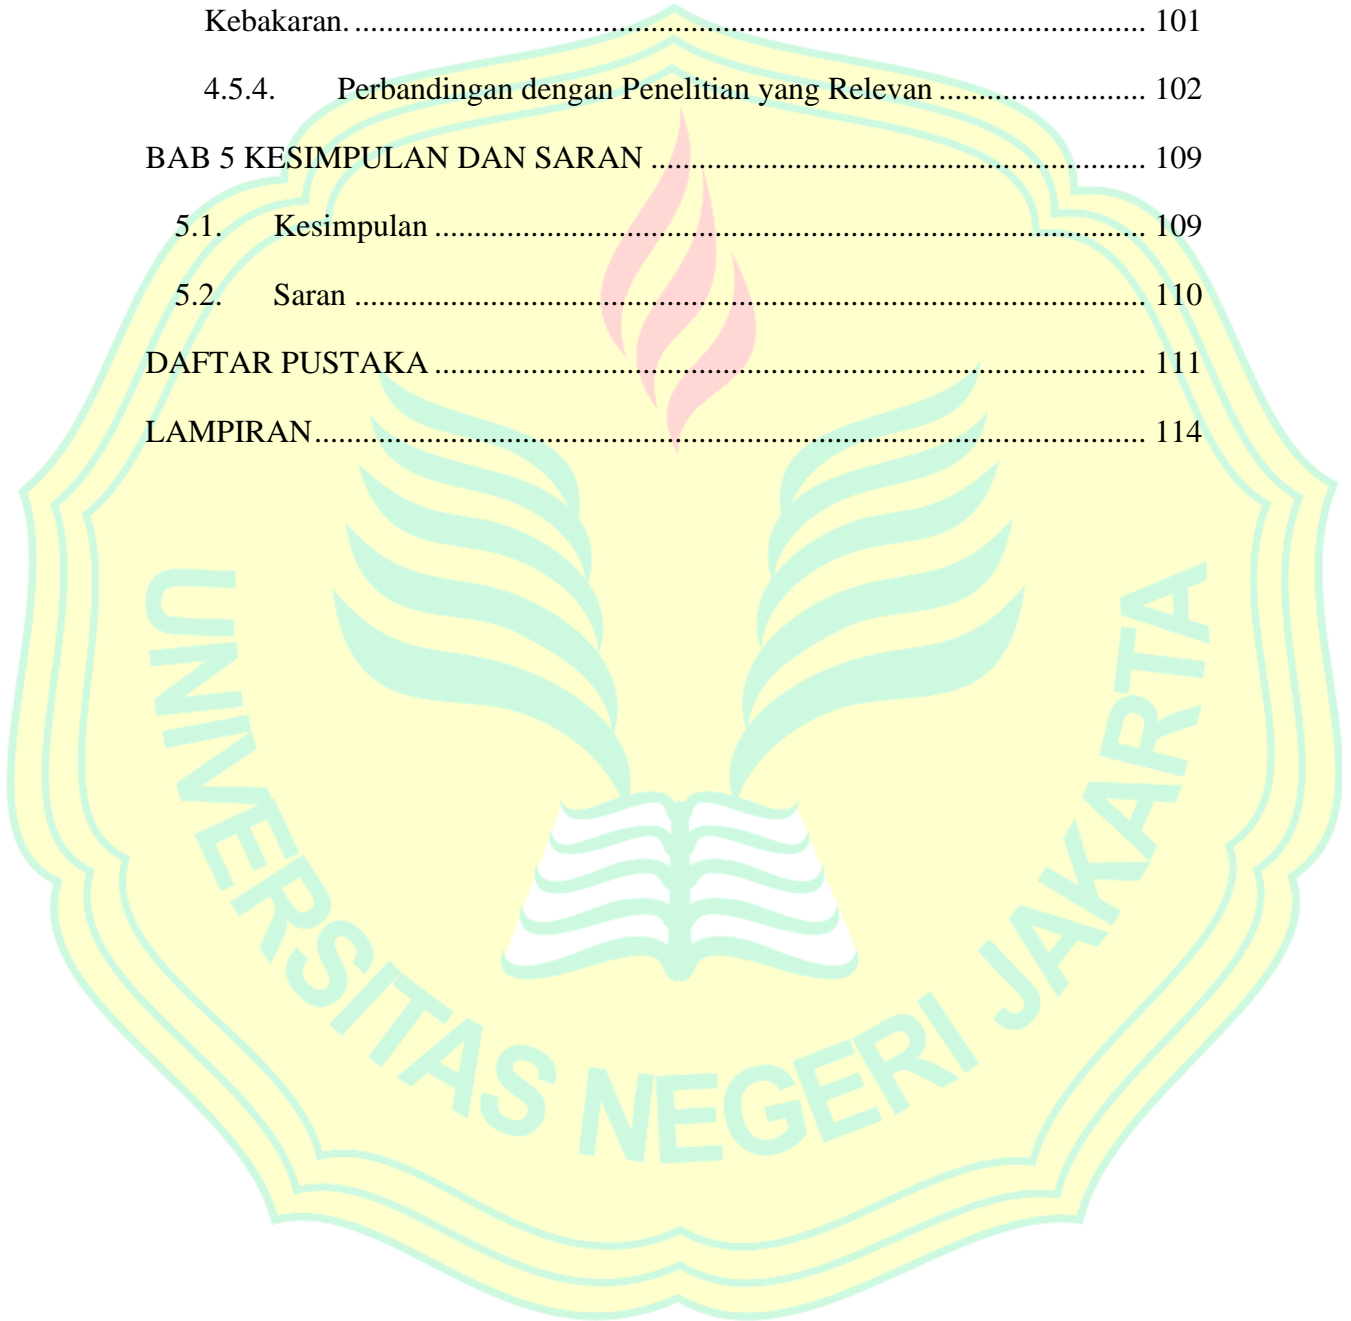 Kebakaran. .................................................................................................... 101
4.5.4. Perbandingan dengan Penelitian yang Relevan .......................... 102
BAB 5 KESIMPULAN DAN SARAN ............................................................... 109
5.1. Kesimpulan ........................................................................................... 109
5.2. Saran ..................................................................................................... 110
DAFTAR PUSTAKA ........................................................................................... 111
LAMPIRAN.......................................................................................................... 114
UNIVERSITAS NEGERI JAKARTA